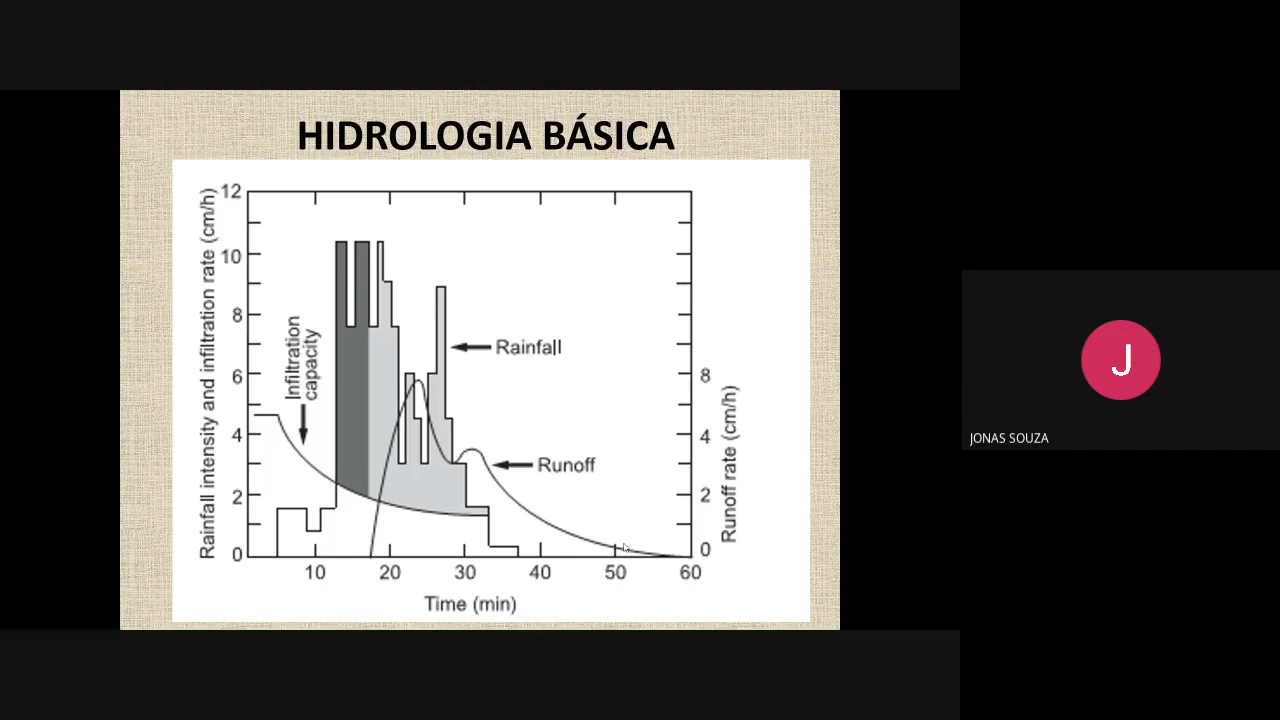 HIDROLOGIA BÁSICA
Rainfall intensity and infiltration rate (cm/h)
12
10
8
6
4
2
0
Infiltration
capacity
Rainfall
Runoff
8
4
2
0
Runoff rate (cm/h)
10 20 30 40 50 60
Time (min)
J
JONAS SOUZA